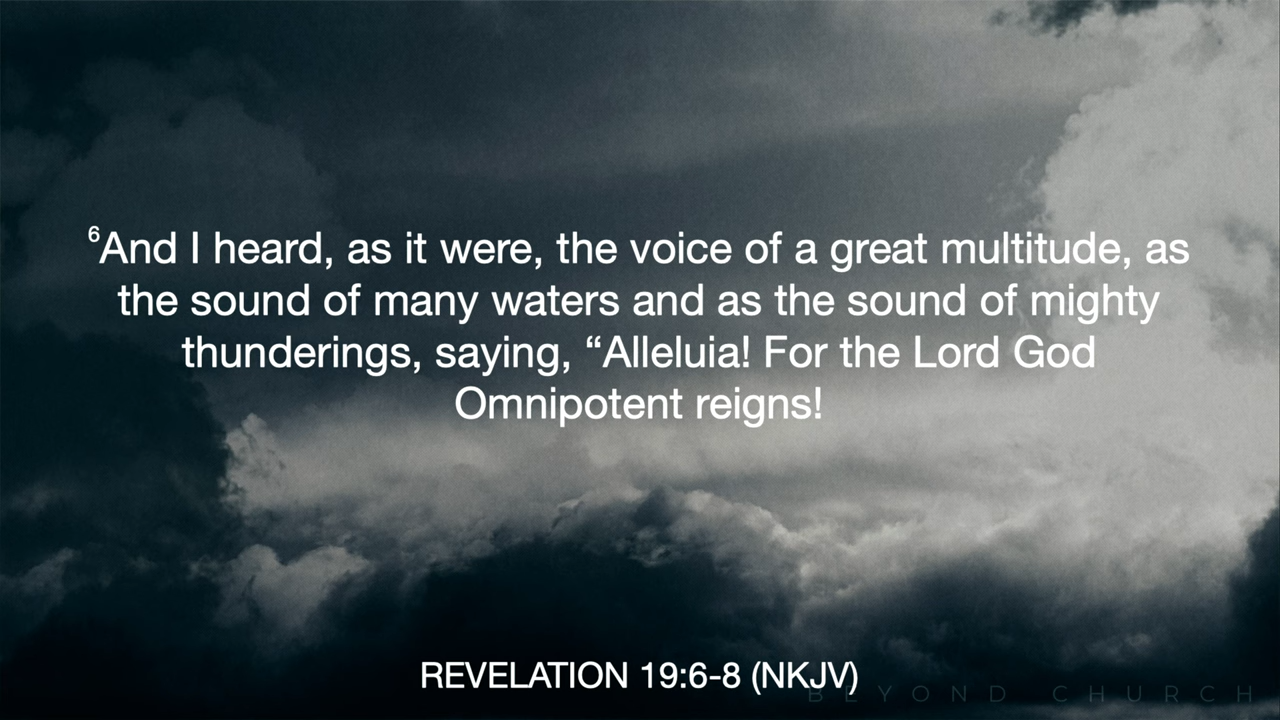 ⁶And I heard, as it were, the voice of a great multitude, as
the sound of many waters and as the sound of mighty
thunderings, saying, “Alleluia! For the Lord God
Omnipotent reigns!
REVELATION 19:6-8 (NKJV)
BEYOND CHURCH